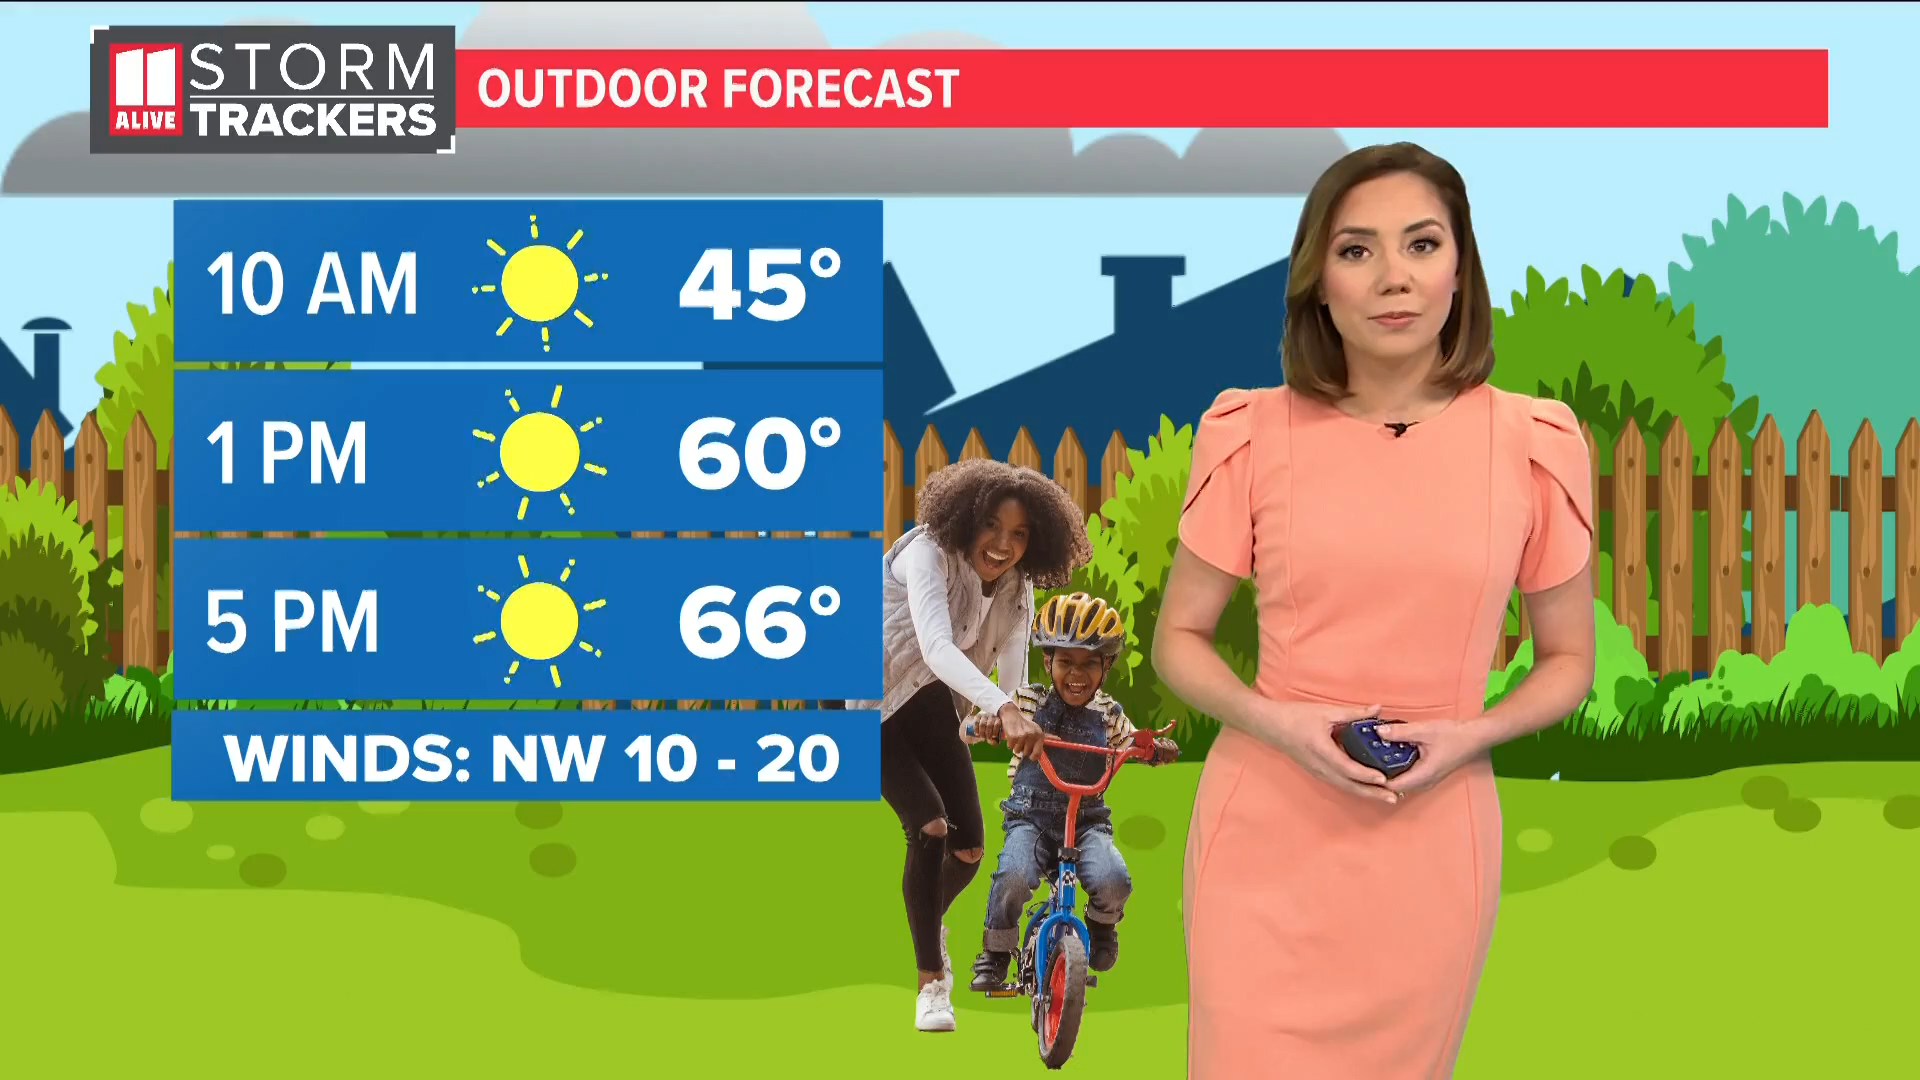 11
ALIVE
STORM
TRACKERS
OUTDOOR FORECAST
10 AM 45°
1 PM 60°
5 PM 66°
WINDS: NW 10 - 20